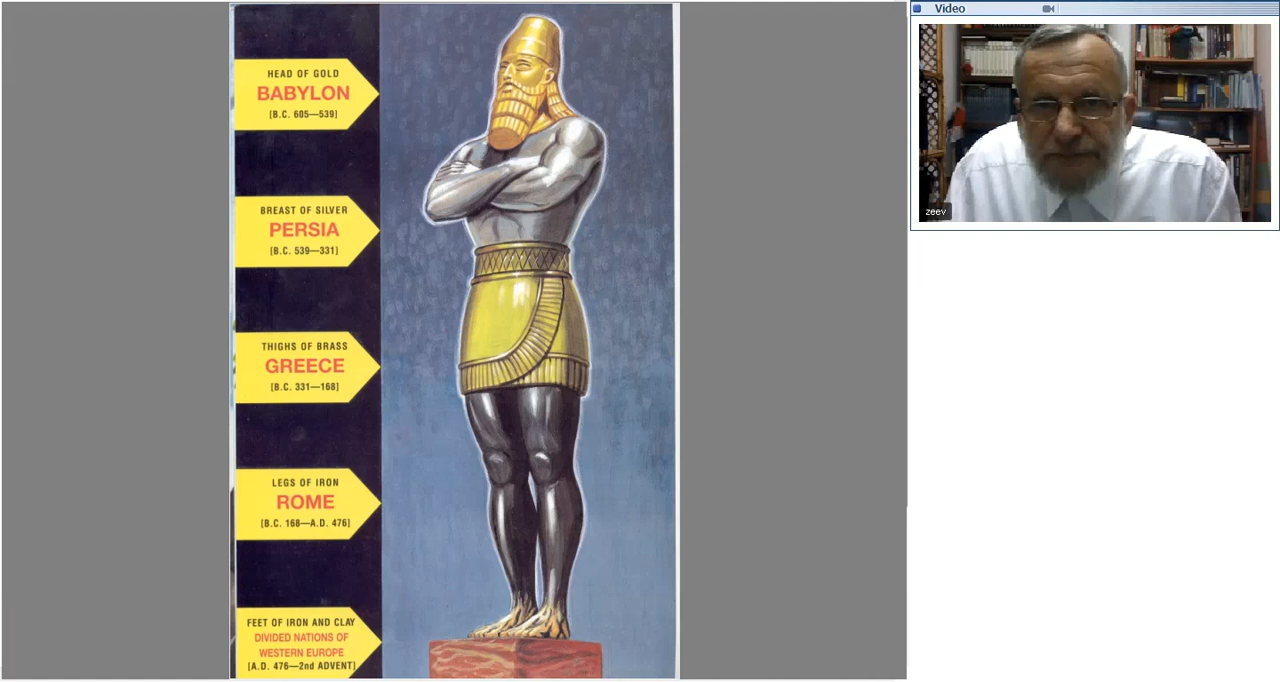 HEAD OF GOLD
BABYLON
[B.C. 605—539]
BREAST OF SILVER
PERSIA
[B.C. 539—331]
THIGHS OF BRASS
GREECE
[B.C. 331—168]
LEGS OF IRON
ROME
[B.C. 168—A.D. 476]
FEET OF IRON AND CLAY
DIVIDED NATIONS OF
WESTERN EUROPE
[A.D. 476—2nd ADVENT]
Video
zeev